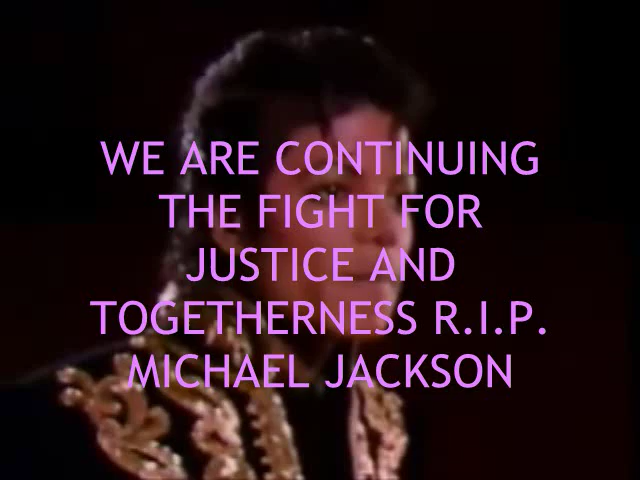 WE ARE CONTINUING
THE FIGHT FOR
JUSTICE AND
TOGETHERNESS R.I.P.
MICHAEL JACKSON